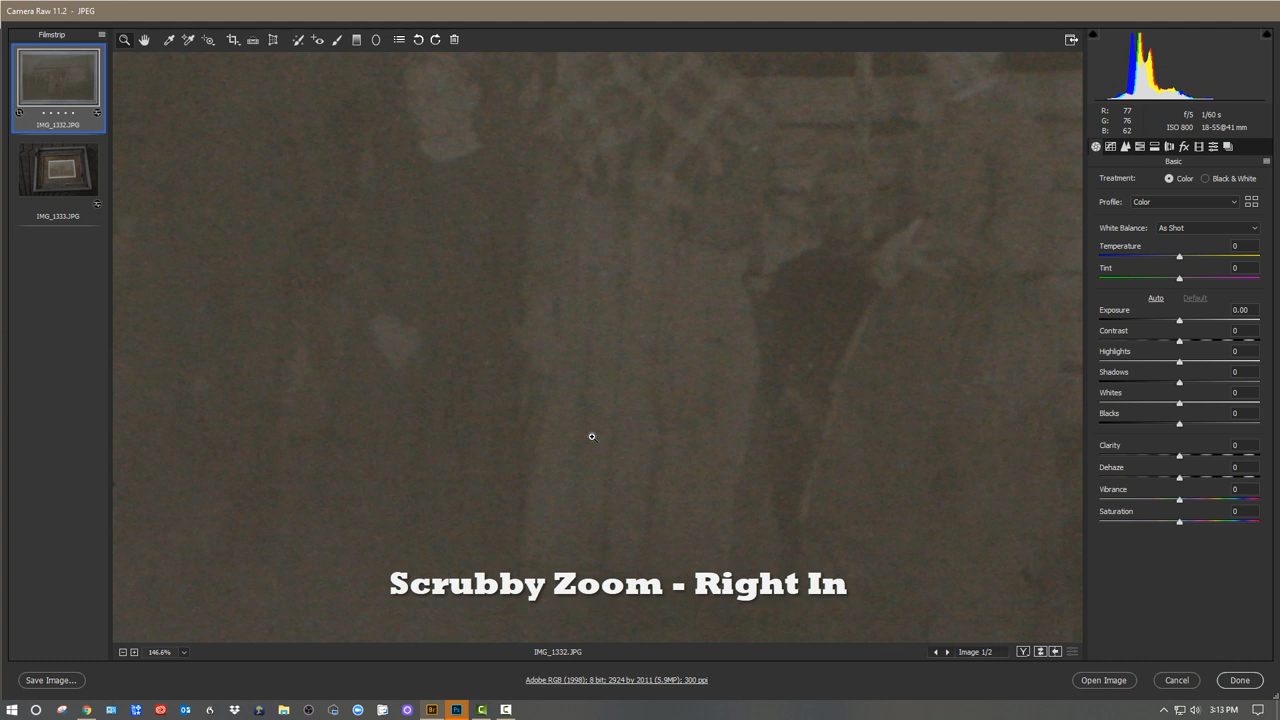 Camera Raw 11.2 - JPEG
Filmstrip
IMG_1332.JPG
IMG_1333.JPG
R: 77
G: 76
B: 62
f/5 1/60 s
ISO 800 18-55@41 mm
Basic
Treatment: Color Black & White
Profile: Color
White Balance: As Shot
Temperature 0
Tint 0
Auto Default
Exposure 0.00
Contrast 0
Highlights 0
Shadows 0
Whites 0
Blacks 0
Clarity 0
Dehaze 0
Vibrance 0
Saturation 0
Scrubby Zoom - Right In
146.6% IMG_1332.JPG Image 1/2 Y
Save Image... Adobe RGB (1998); 8 bit; 2924 by 2011 (5.9MP); 300 ppi Open Image Cancel Done
Br Ps 3:13 PM